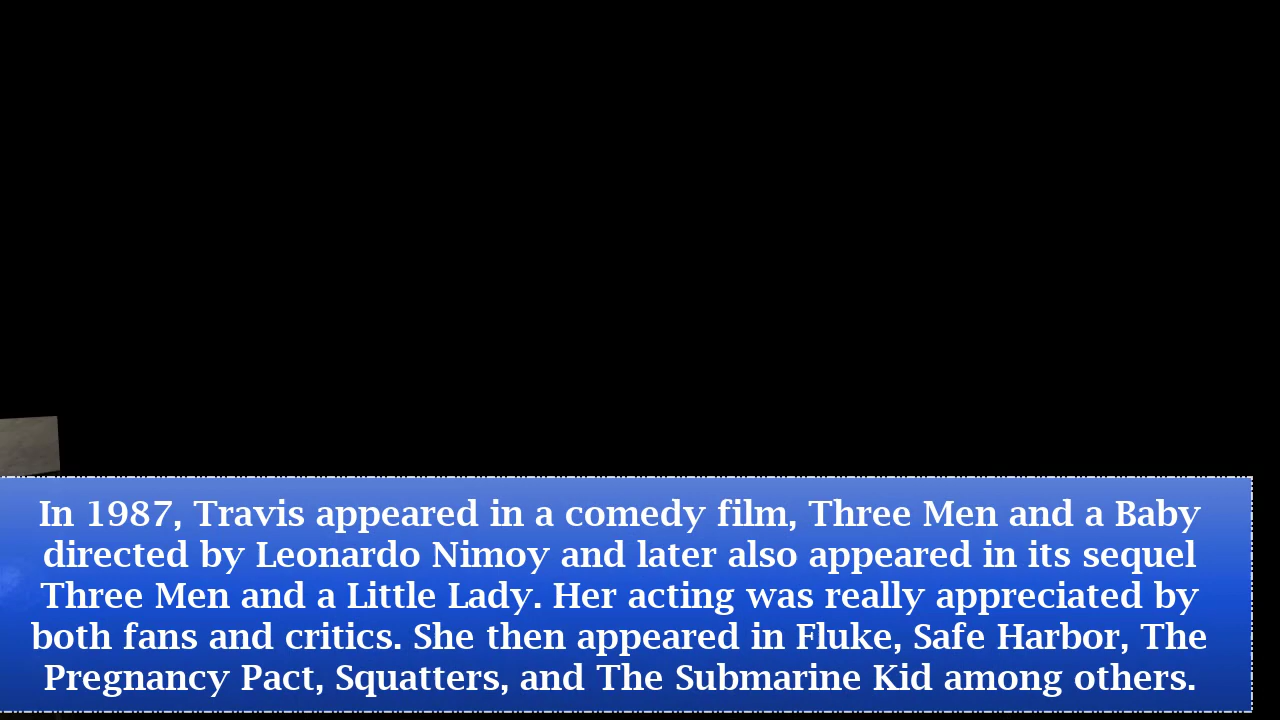 In 1987, Travis appeared in a comedy film, Three Men and a Baby
directed by Leonardo Nimoy and later also appeared in its sequel
Three Men and a Little Lady. Her acting was really appreciated by
both fans and critics. She then appeared in Fluke, Safe Harbor, The
Pregnancy Pact, Squatters, and The Submarine Kid among others.